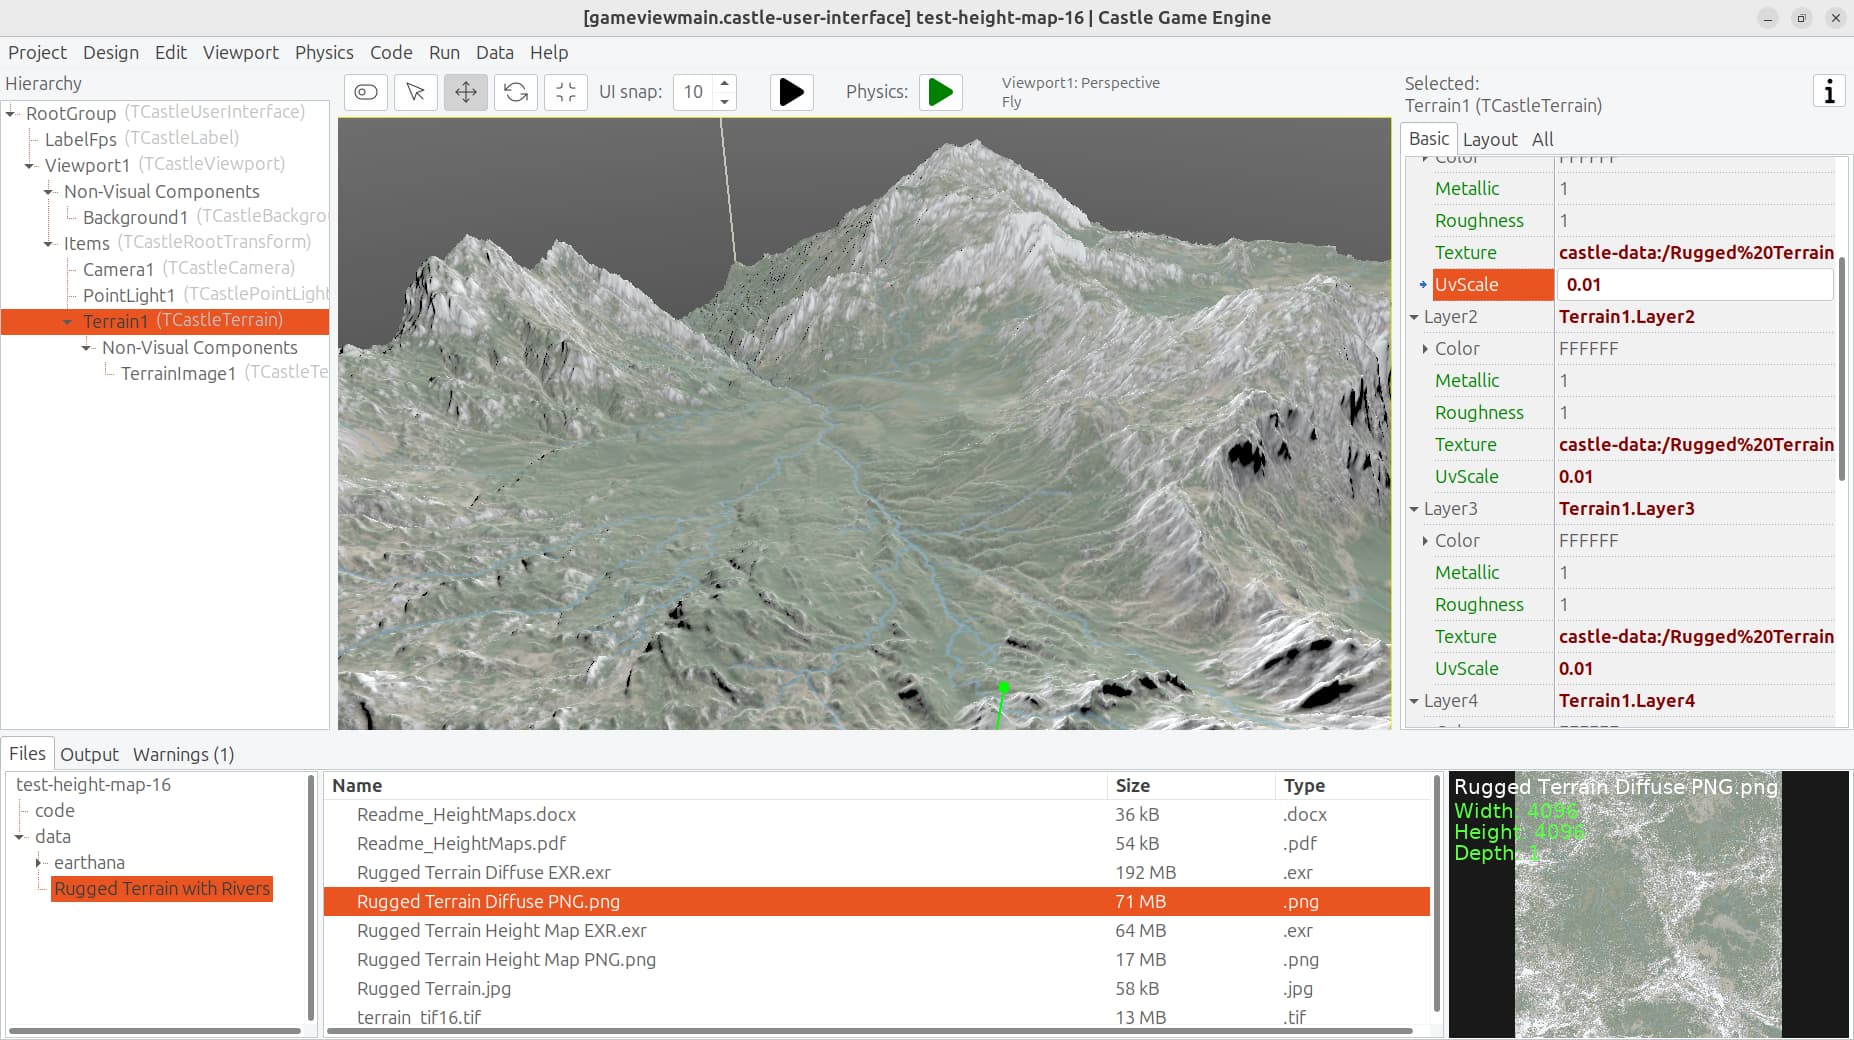 [gameviewmain.castle-user-interface] test-height-map-16 | Castle Game Engine
Project Design Edit Viewport Physics Code Run Data Help
Hierarchy
RootGroup (TCastleUserInterface)
LabelFps (TCastleLabel)
Viewport1 (TCastleViewport)
Non-Visual Components
Background1 (TCastleBackgro
Items (TCastleRootTransform)
Camera1 (TCastleCamera)
PointLight1 (TCastlePointLight
Terrain1 (TCastleTerrain)
Non-Visual Components
TerrainImage1 (TCastleTe
UI snap: 10 Physics: Viewport1: Perspective
Fly
Selected:
Terrain1 (TCastleTerrain)
Basic Layout All
Color FFFFFF
Metallic 1
Roughness 1
Texture castle-data:/Rugged%20Terrain
UvScale 0.01
Layer2 Terrain1.Layer2
Color FFFFFF
Metallic 1
Roughness 1
Texture castle-data:/Rugged%20Terrain
UvScale 0.01
Layer3 Terrain1.Layer3
Color FFFFFF
Metallic 1
Roughness 1
Texture castle-data:/Rugged%20Terrain
UvScale 0.01
Layer4 Terrain1.Layer4
Files Output Warnings (1)
test-height-map-16
code
data
earthana
Rugged Terrain with Rivers
Name Size Type
Readme_HeightMaps.docx 36 kB .docx
Readme_HeightMaps.pdf 54 kB .pdf
Rugged Terrain Diffuse EXR.exr 192 MB .exr
Rugged Terrain Diffuse PNG.png 71 MB .png
Rugged Terrain Height Map EXR.exr 64 MB .exr
Rugged Terrain Height Map PNG.png 17 MB .png
Rugged Terrain.jpg 58 kB .jpg
terrain_tif16.tif 13 MB .tif
Rugged Terrain Diffuse PNG.png
Width: 4096
Height: 4096
Depth: 1